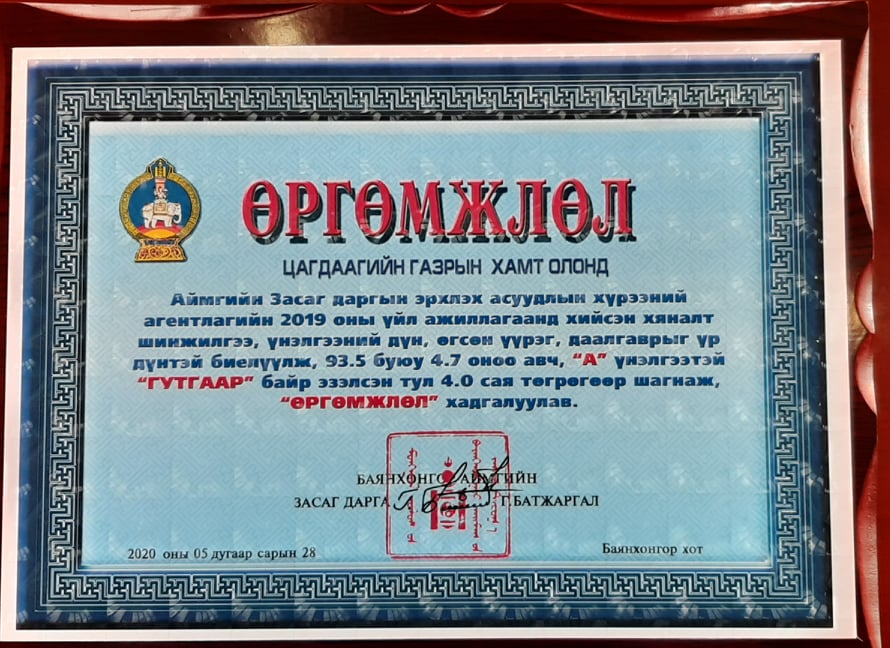 ӨРГӨМЖЛӨЛ
ЦАГДААГИЙН ГАЗРЫН ХАМТ ОЛОНД
Аймгийн Засаг даргын эрхлэх асуудлын хүрээний
агентлагийн 2019 оны үйл ажиллагаанд хийсэн хяналт
шинжилгээ, үнэлгээний дүн, өгсөн үүрэг, даалгаврыг үр
дүнтэй биелүүлж, 93.5 буюу 4.7 оноо авч, “А” үнэлгээтэй
“ГУТГААР” байр эзэлсэн тул 4.0 сая төгрөгөөр шагнаж,
“ӨРГӨМЖЛӨЛ” хадгалуулав.
БАЯНХОНГОР АЙМГИЙН
ЗАСАГ ДАРГА Г.БАТЖАРГАЛ
2020 оны 05 дугаар сарын 28
Баянхонгор хот